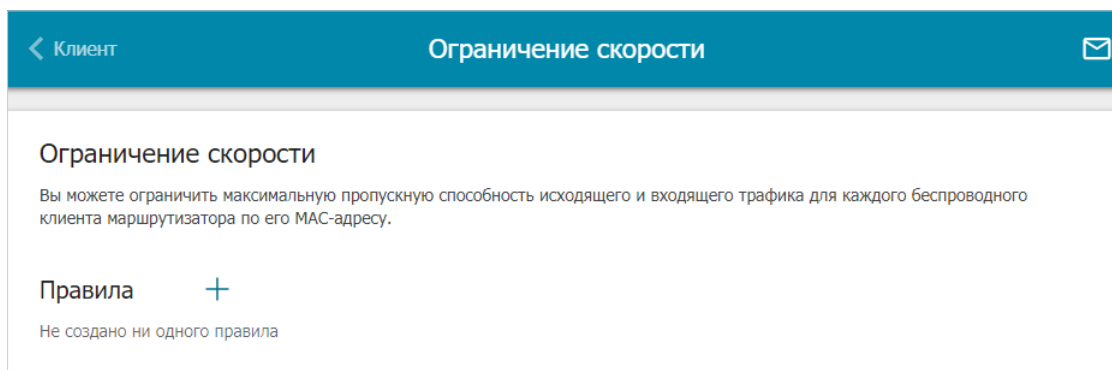 Клиент
Ограничение скорости
Ограничение скорости
Вы можете ограничить максимальную пропускную способность исходящего и входящего трафика для каждого беспроводного
клиента маршрутизатора по его MAC-адресу.
Правила
Не создано ни одного правила